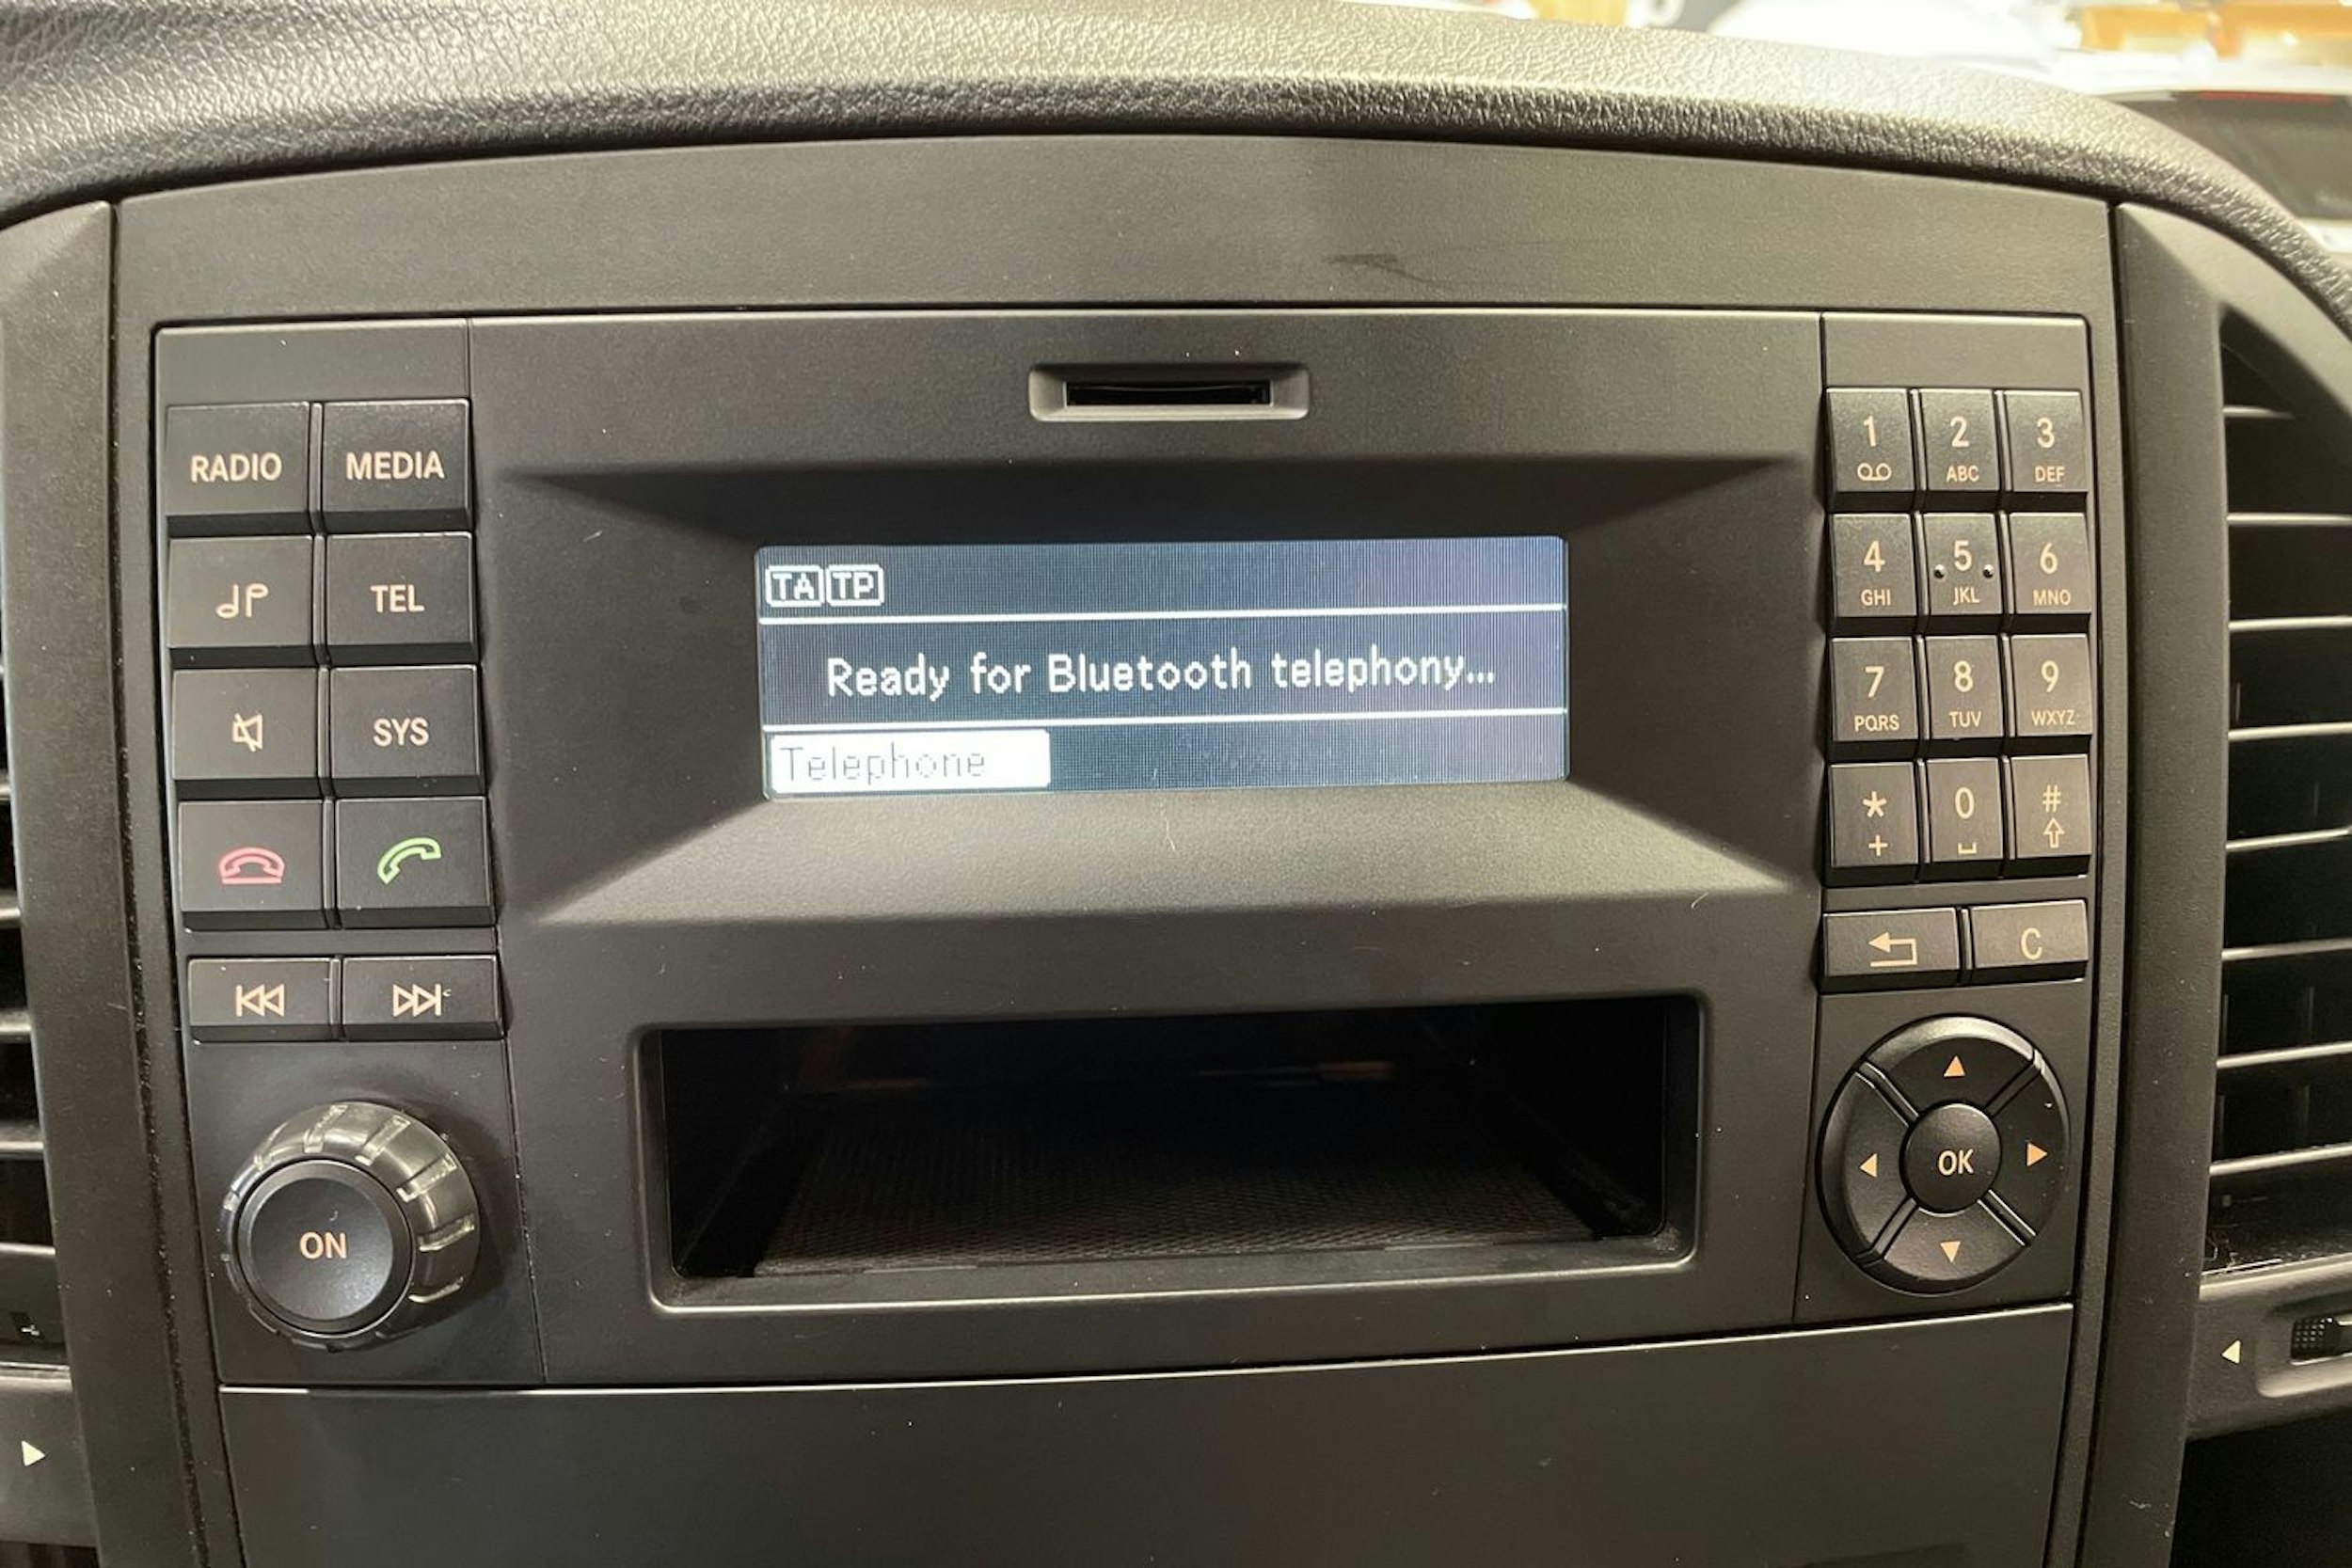 RADIO MEDIA
TEL
SYS
ON
TA TP
Ready for Bluetooth telephony...
Telephone
1 2 3
ABC DEF
4 5 6
GHI JKL MNO
7 8 9
PQRS TUV WXYZ
* 0 #
+
C
OK